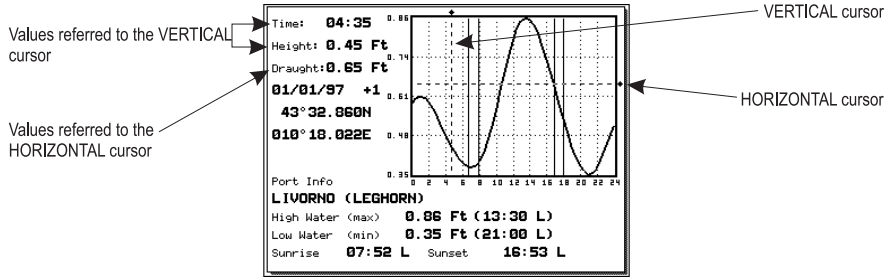 Values referred to the VERTICAL
cursor
Values referred to the
HORIZONTAL cursor
Time: 04:35
Height: 0.45 Ft
Draught: 0.65 Ft
01/01/97 +1
43°32.860N
010°18.022E
0.86
0.74
0.61
0.48
0.35
0 2 4 6 8 10 12 14 16 18 20 22 24
VERTICAL cursor
HORIZONTAL cursor
Port Info
LIVORNO (LEGHORN)
High Water (max) 0.86 Ft (13:30 L)
Low Water (min) 0.35 Ft (21:00 L)
Sunrise 07:52 L Sunset 16:53 L